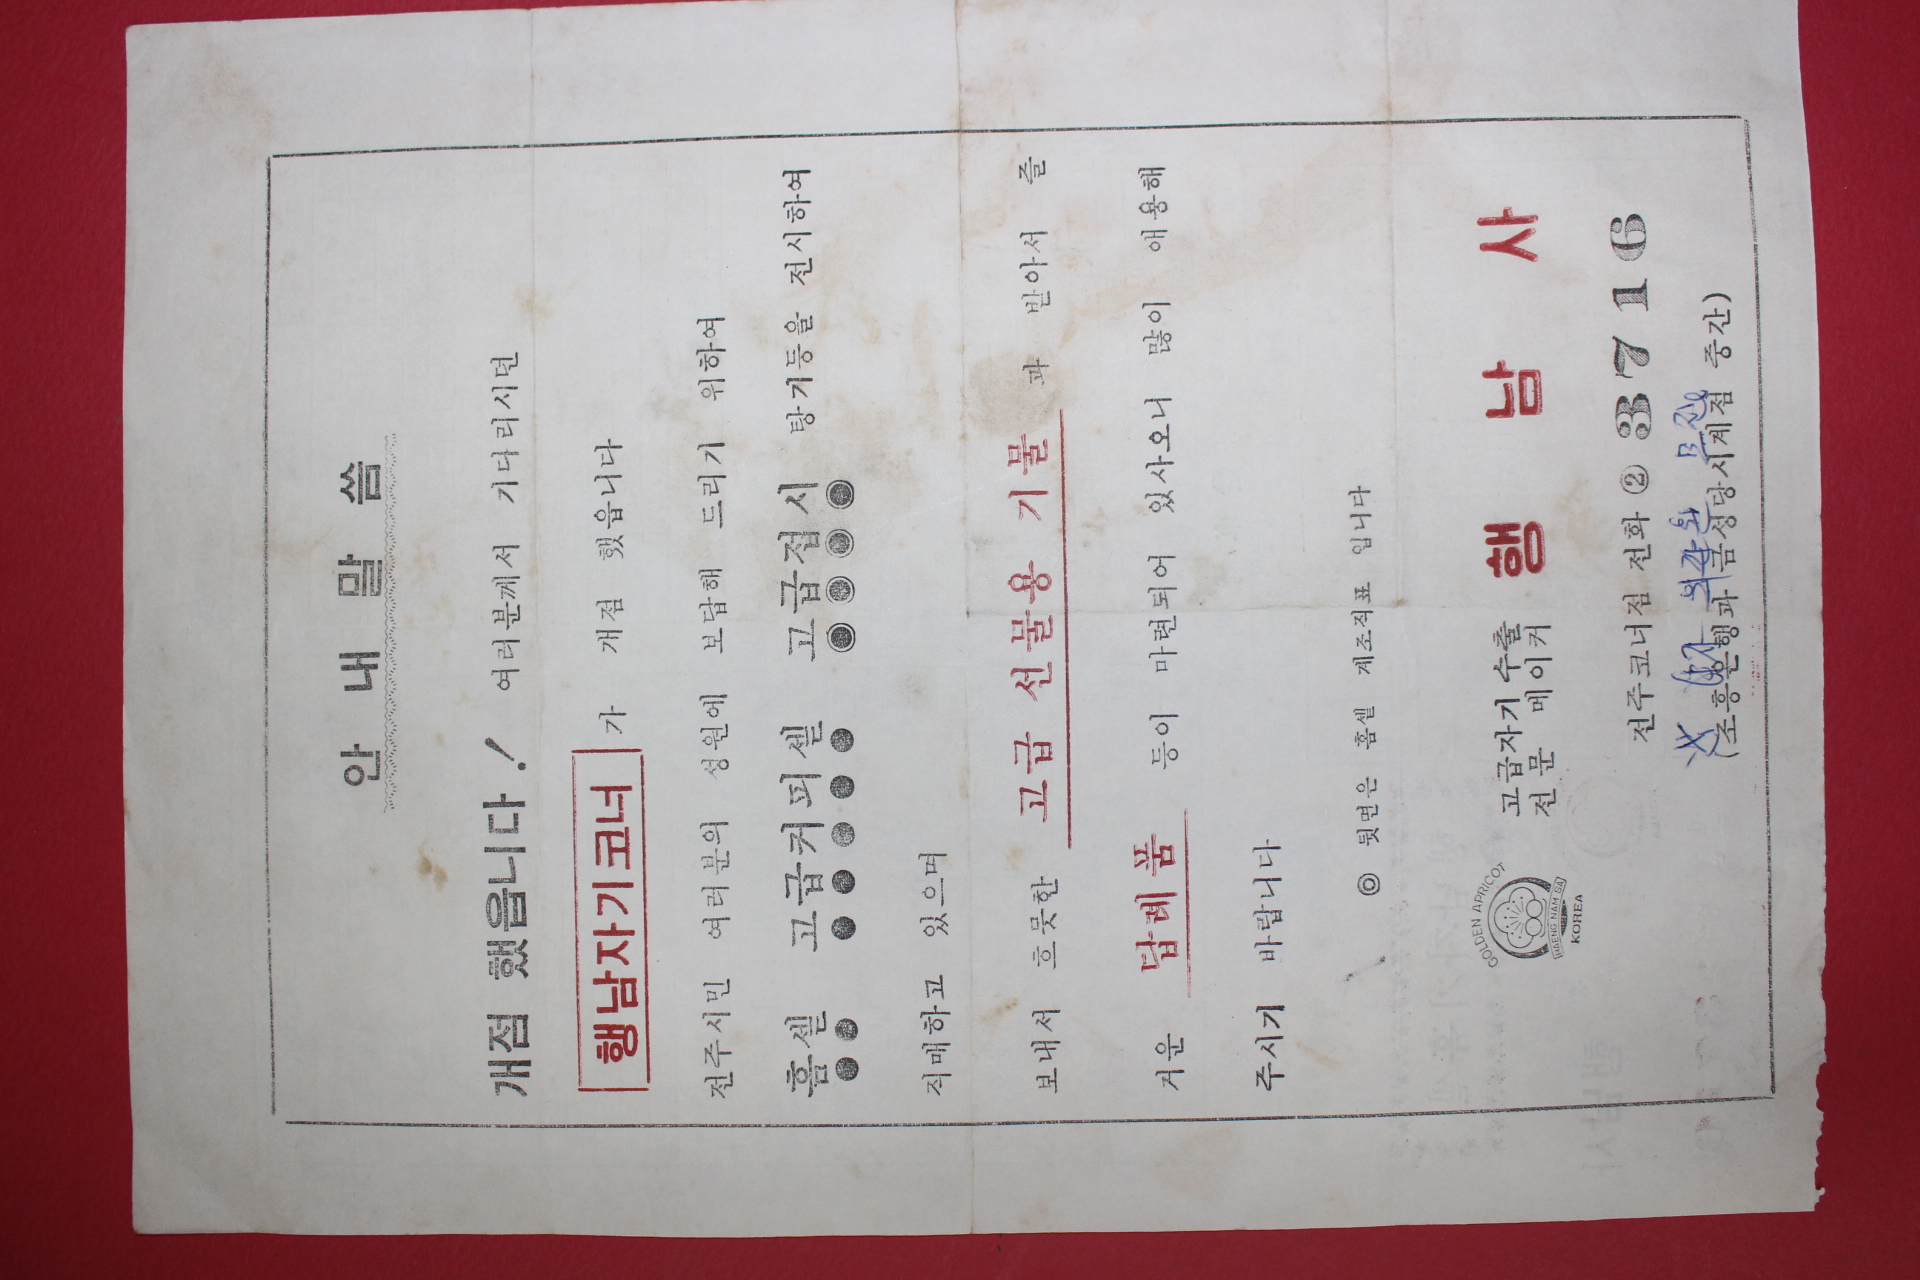 안내말씀
개점 했읍니다! 여러분께서 기다리시던
행남자기코너 가 개점 했읍니다
전주시민 여러분의 성원에 보답해 드리기 위하여
홈셀 고급커피셀 고급접시 탕기등을 전시하여
직매하고 있으며
보내서 흐뭇한 고급 선물용 기물 과 받아서 즐
거운 답례품 등이 마련되어 있사오니 많이 애용해
주시기 바랍니다
◎ 뒷면은 홈셀 제조직표 입니다
GOLDEN APRICOT
HAENG NAM SA
KOREA
고급자기 수출
전문 메이커
행남사
전주코너점 전화 ② 3716
(조흥은행과 금성당시계점 중간)